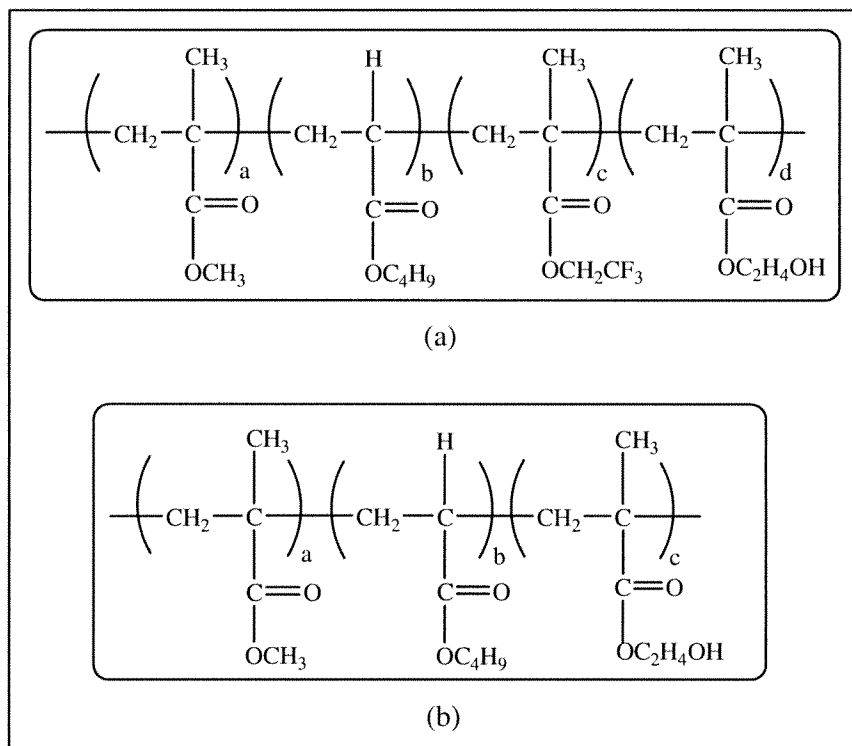 CH₃ H CH₃ CH₃
CH₂ C CH₂ C CH₂ C CH₂ C
a b c d
C=O C=O C=O C=O
OCH₃ OC₄H₉ OCH₂CF₃ OC₂H₄OH
(a)
CH₃ H CH₃
CH₂ C CH₂ C CH₂ C
a b c
C=O C=O C=O
OCH₃ OC₄H₉ OC₂H₄OH
(b)